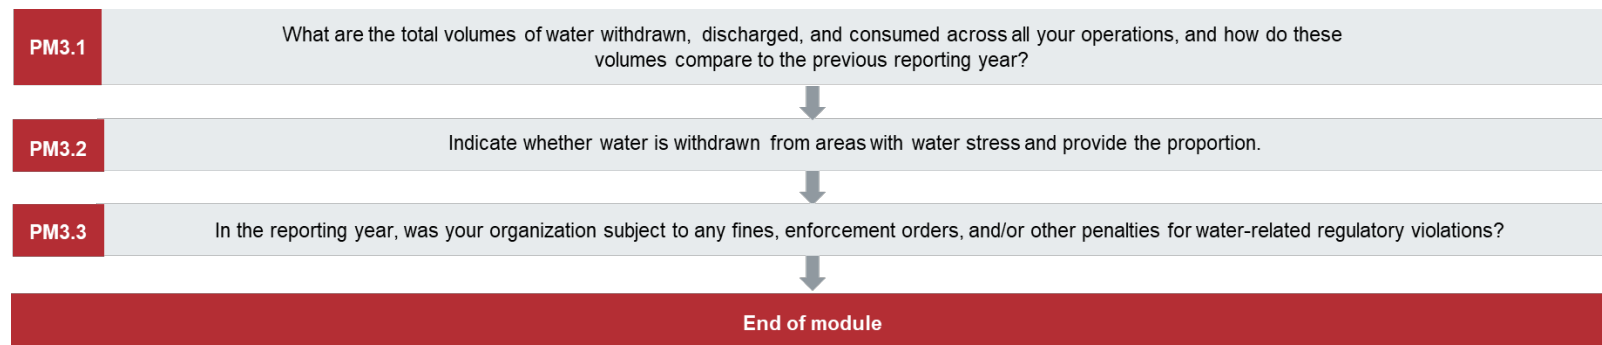 PM3.1
What are the total volumes of water withdrawn, discharged, and consumed across all your operations, and how do these
volumes compare to the previous reporting year?
PM3.2
Indicate whether water is withdrawn from areas with water stress and provide the proportion.
PM3.3
In the reporting year, was your organization subject to any fines, enforcement orders, and/or other penalties for water-related regulatory violations?
End of module